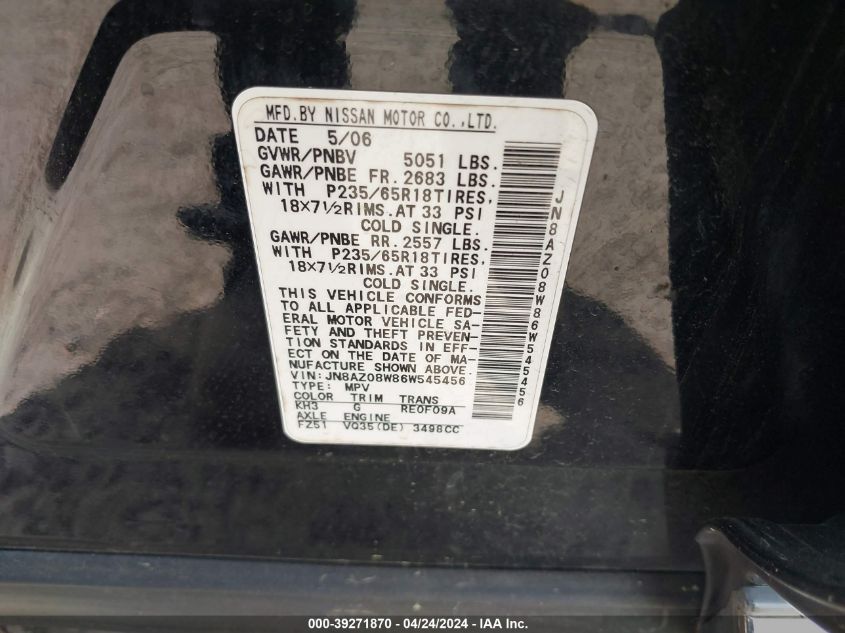 MFD.BY NISSAN MOTOR CO.,LTD.
DATE 5/06
GVWR/PNBV 5051 LBS.
GAWR/PNBE FR. 2683 LBS.
WITH P235/65R18TIRES,
18X7½RIMS.AT 33 PSI
COLD SINGLE.
GAWR/PNBE RR. 2557 LBS.
WITH P235/65R18TIRES.
18X7½RIMS.AT 33 PSI
COLD SINGLE.
THIS VEHICLE CONFORMS
TO ALL APPLICABLE FED-
ERAL MOTOR VEHICLE SA-
FETY AND THEFT PREVEN-
TION STANDARDS IN EFF-
ECT ON THE DATE OF MA-
NUFACTURE SHOWN ABOVE.
VIN:JN8AZ08W86W545456
TYPE: MPV
COLOR TRIM TRANS
KH3 G RE0F09A
AXLE ENGINE
FZ51 VQ35(DE) 3498CC
JN8AZ08W86W545456
000-39271870 - 04/24/2024 - IAA Inc.